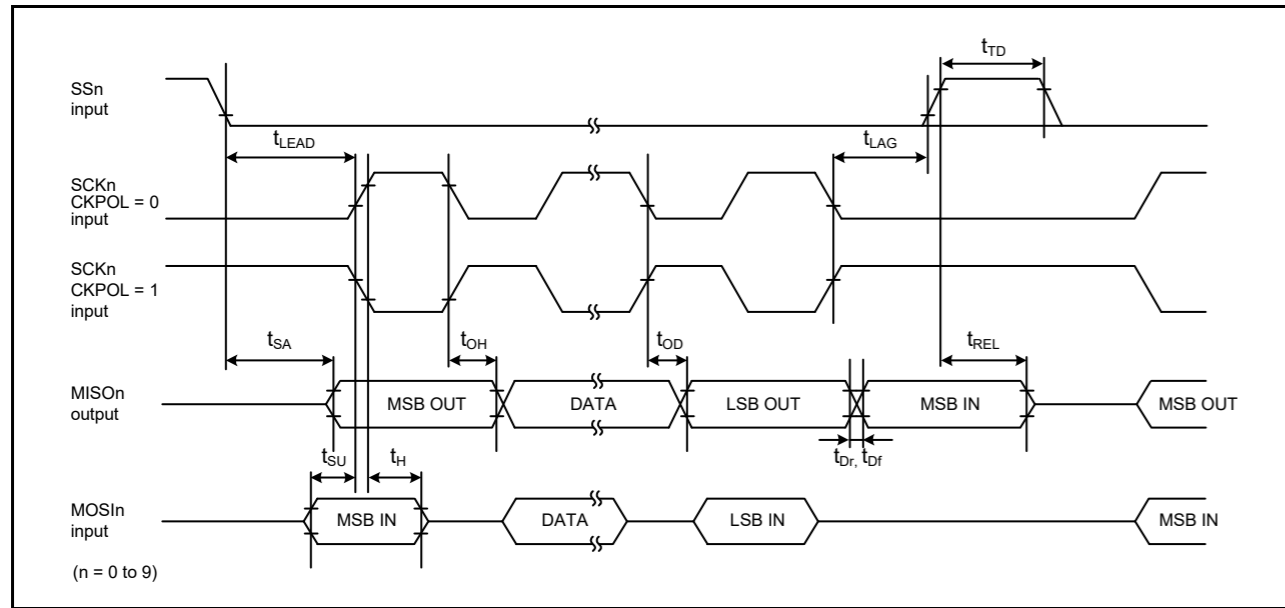 tTD
SSn
input
tLEAD
tLAG
SCKn
CKPOL = 0
input
SCKn
CKPOL = 1
input
tSA
tOH
tOD
tREL
MISOn
output
MSB OUT
DATA
LSB OUT
MSB IN
MSB OUT
tSU
tH
tDr, tDf
MOSIn
input
MSB IN
DATA
LSB IN
MSB IN
(n = 0 to 9)